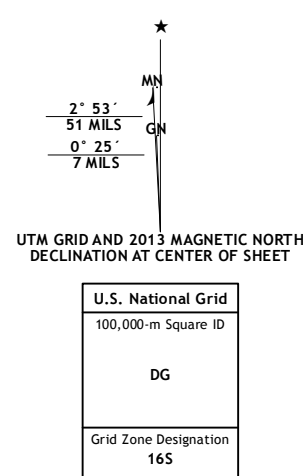 ★
MN
2° 53´
51 MILS
GN
0° 25´
7 MILS
UTM GRID AND 2013 MAGNETIC NORTH
DECLINATION AT CENTER OF SHEET
U.S. National Grid
100,000-m Square ID
DG
Grid Zone Designation
16S